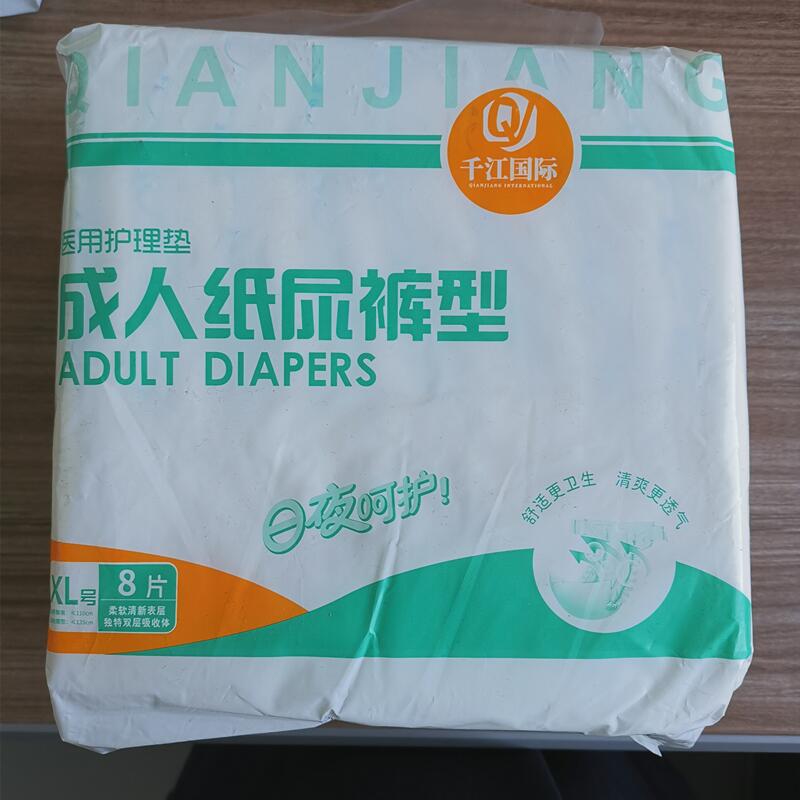 QIANJIANG
QJ
千江国际
QIANJIANG INTERNATIONAL
医用护理垫
成人纸尿裤型
ADULT DIAPERS
日夜呵护!
舒适更卫生 清爽更透气
XL号
8片
柔软清新表层
独特双层吸收体